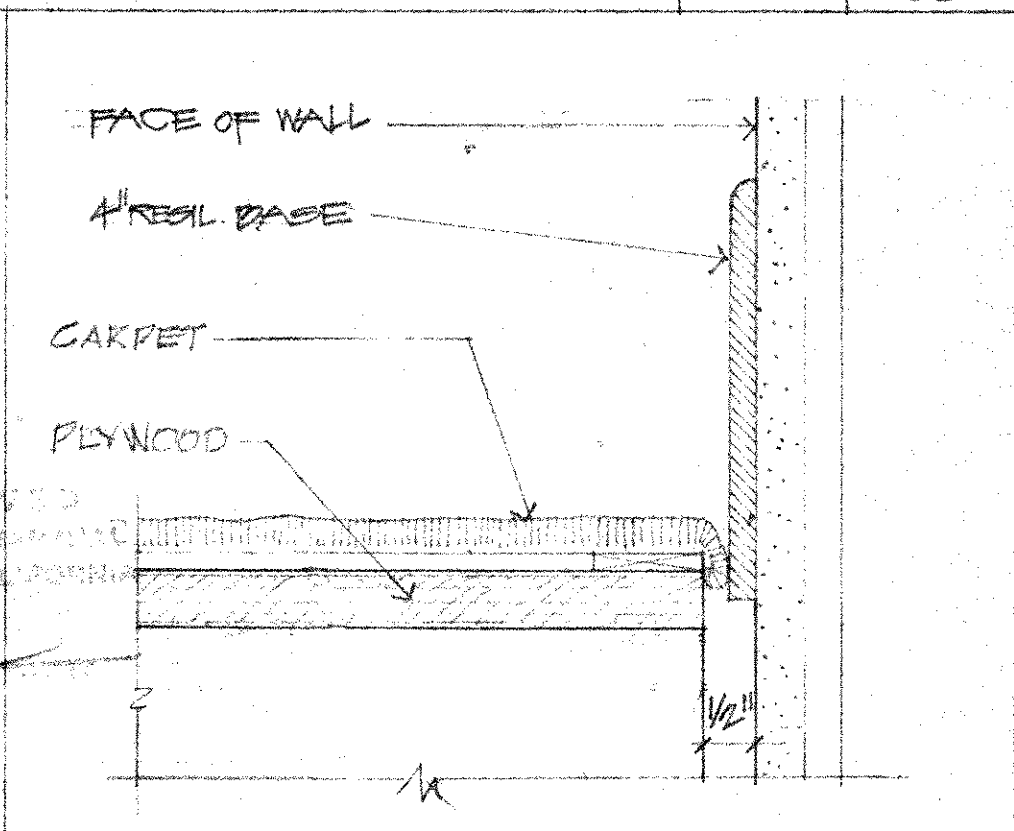 FACE OF WALL
4" RESIL. BASE
CARPET
PLYWOOD
1/2"